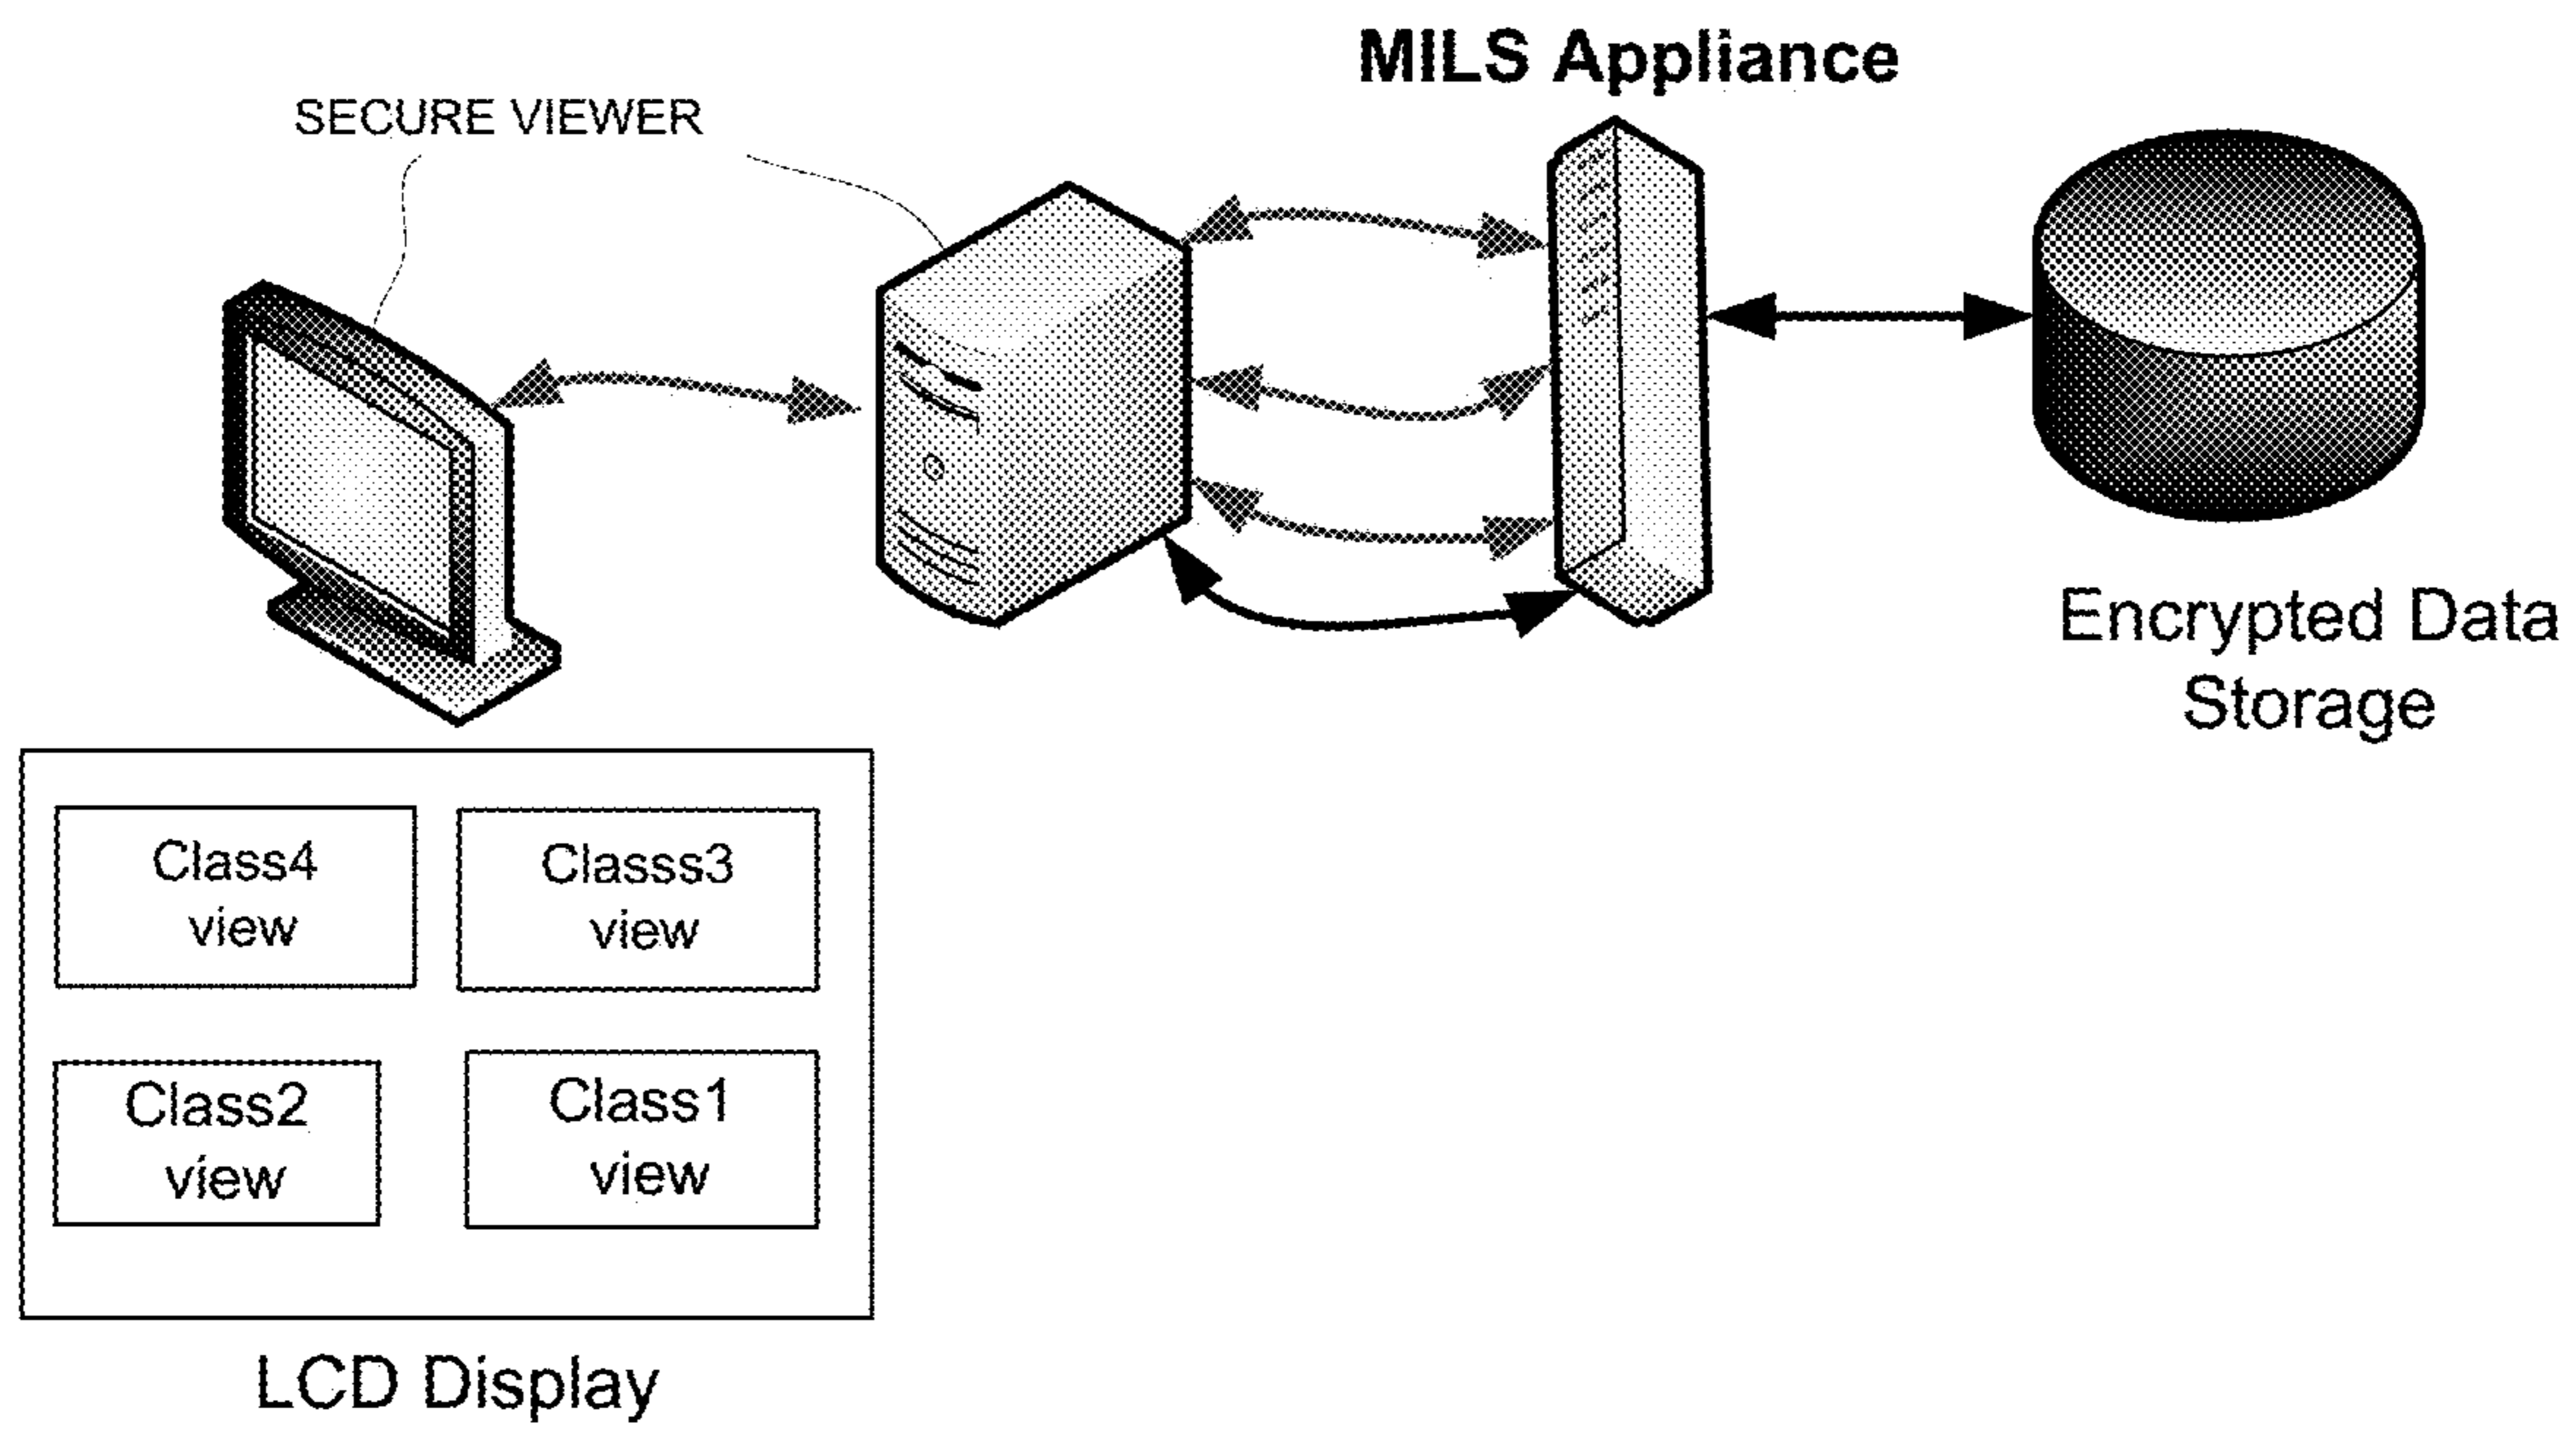 MILS Appliance
SECURE VIEWER
Encrypted Data
Storage
Class4
view
Classs3
view
Class2
view
Class1
view
LCD Display